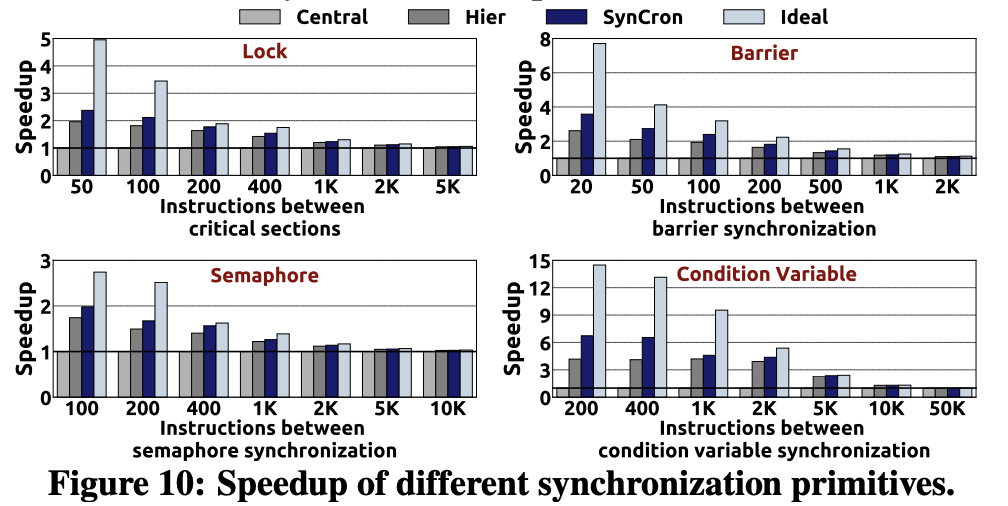 Central Hier SynCron Ideal
Lock
Speedup
5
4
3
2
1
0
50 100 200 400 1K 2K 5K
Instructions between
critical sections
Barrier
Speedup
8
6
4
2
0
20 50 100 200 500 1K 2K
Instructions between
barrier synchronization
Semaphore
Speedup
3
2
1
0
100 200 400 1K 2K 5K 10K
Instructions between
semaphore synchronization
Condition Variable
Speedup
15
12
9
6
3
0
200 400 1K 2K 5K 10K 50K
Instructions between
condition variable synchronization
Figure 10: Speedup of different synchronization primitives.